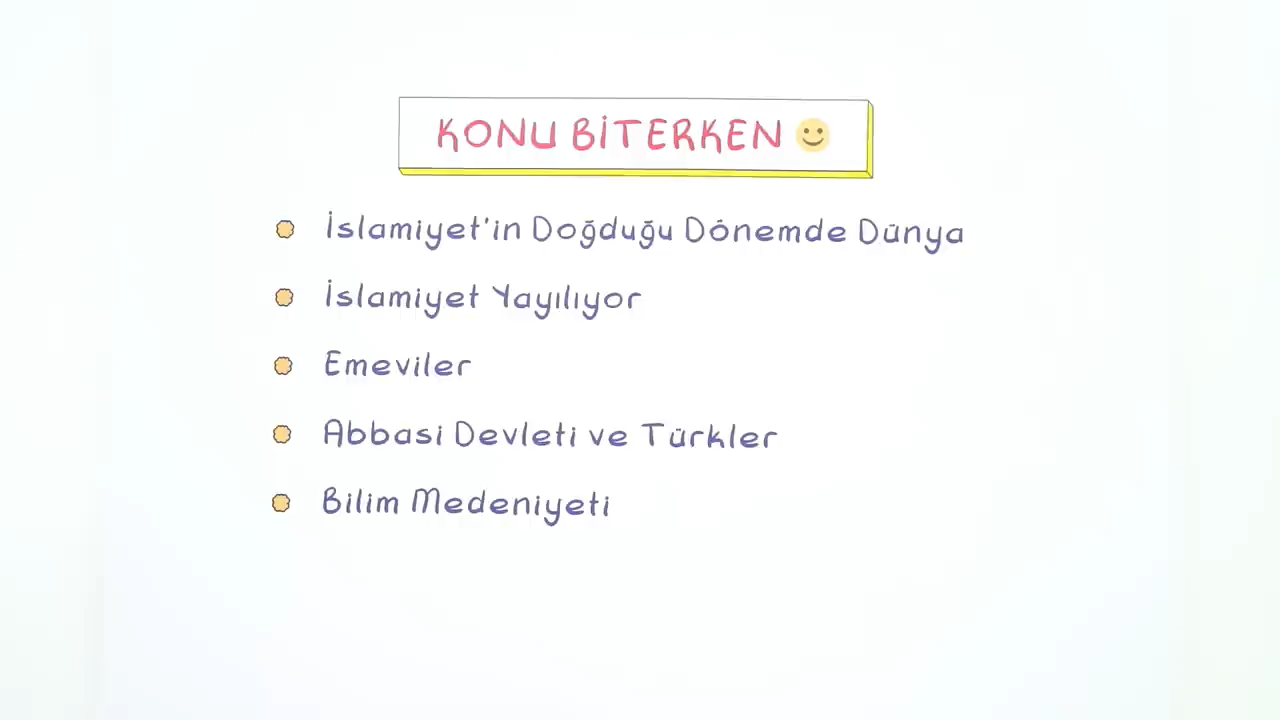 KONU BİTERKEN
İslamiyet'in Doğduğu Dönemde Dünya
İslamiyet Yayılıyor
Emeviler
Abbasi Devleti ve Türkler
Bilim Medeniyeti